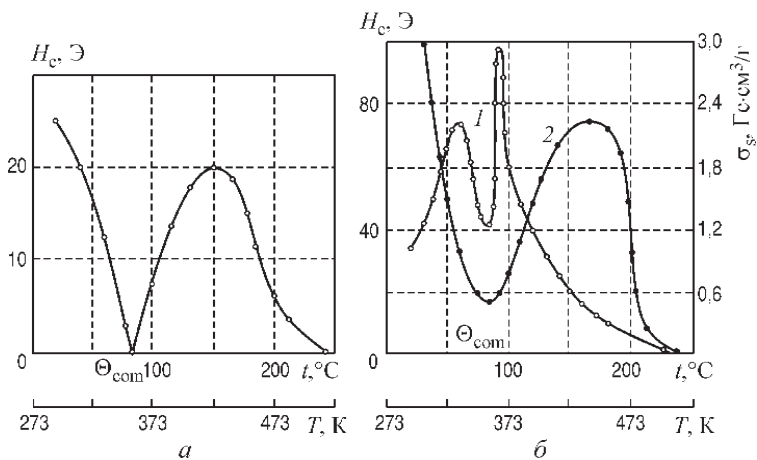 H_c, Э
20
10
0
Θ_com 100 200 t,°C
273 373 473 T, K
а
H_c, Э
80
40
0
3,0
2,4
1,8
1,2
0,6
σ_s, Гс·см³/г
1
2
Θ_com
100 200 t,°C
273 373 473 T, K
б